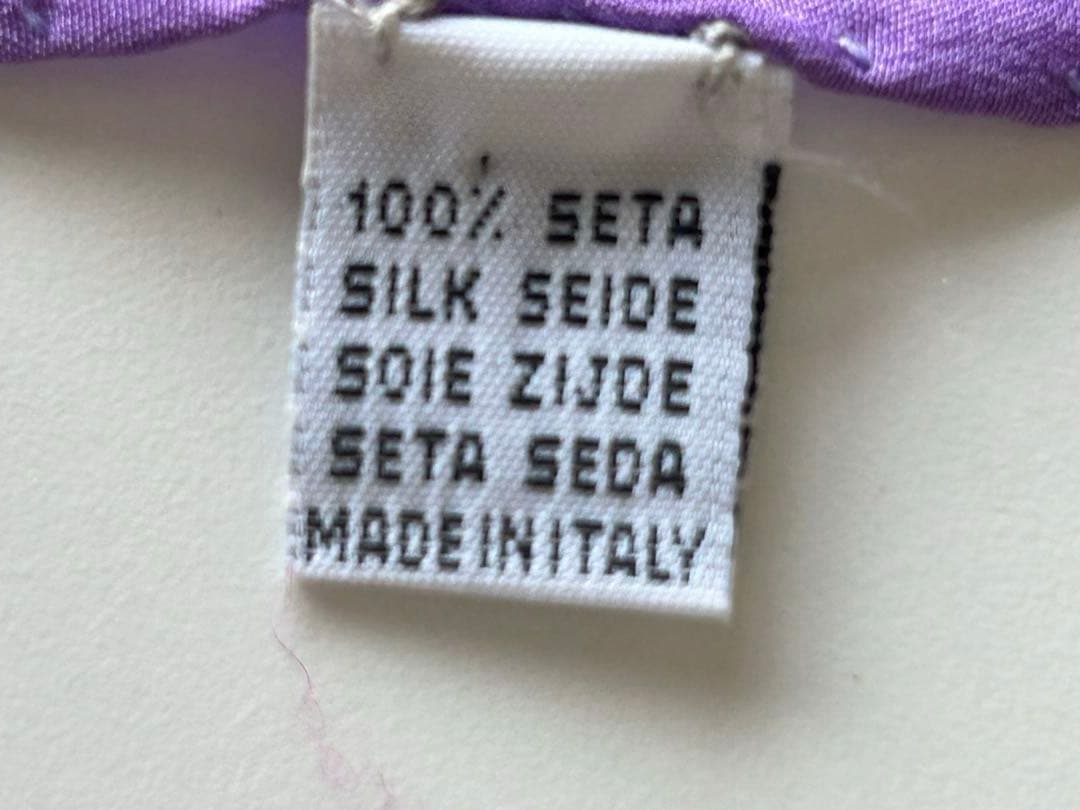 100% SETA
SILK SEIDE
SOIE ZIJDE
SETA SEDA
MADE IN ITALY